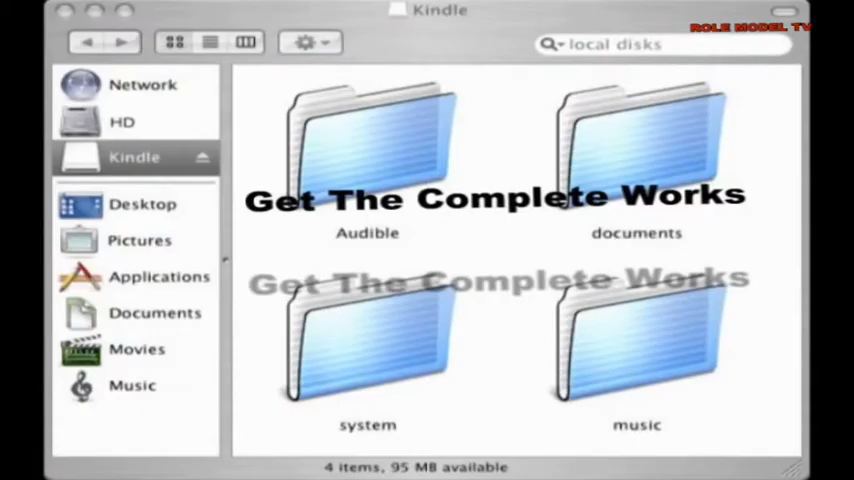 Kindle
ROLE MODEL TV
local disks
Network
HD
Kindle
Desktop
Pictures
Applications
Documents
Movies
Music
Get The Complete Works
Audible
documents
Get The Complete Works
system
music
4 items, 95 MB available